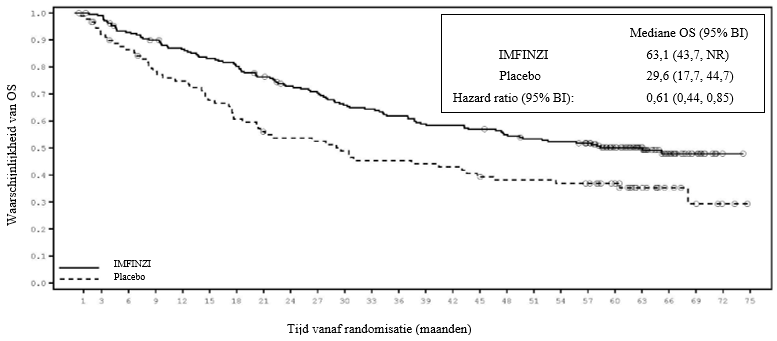 Mediane OS (95% BI)
IMFINZI 63,1 (43,7, NR)
Placebo 29,6 (17,7, 44,7)
Hazard ratio (95% BI): 0,61 (0,44, 0,85)
Waarschijnlijkheid van OS
1.0
0.9
0.8
0.7
0.6
0.5
0.4
0.3
0.2
0.1
0.0
IMFINZI
Placebo
1 3 6 9 12 15 18 21 24 27 30 33 36 39 42 45 48 51 54 57 60 63 66 69 72 75
Tijd vanaf randomisatie (maanden)